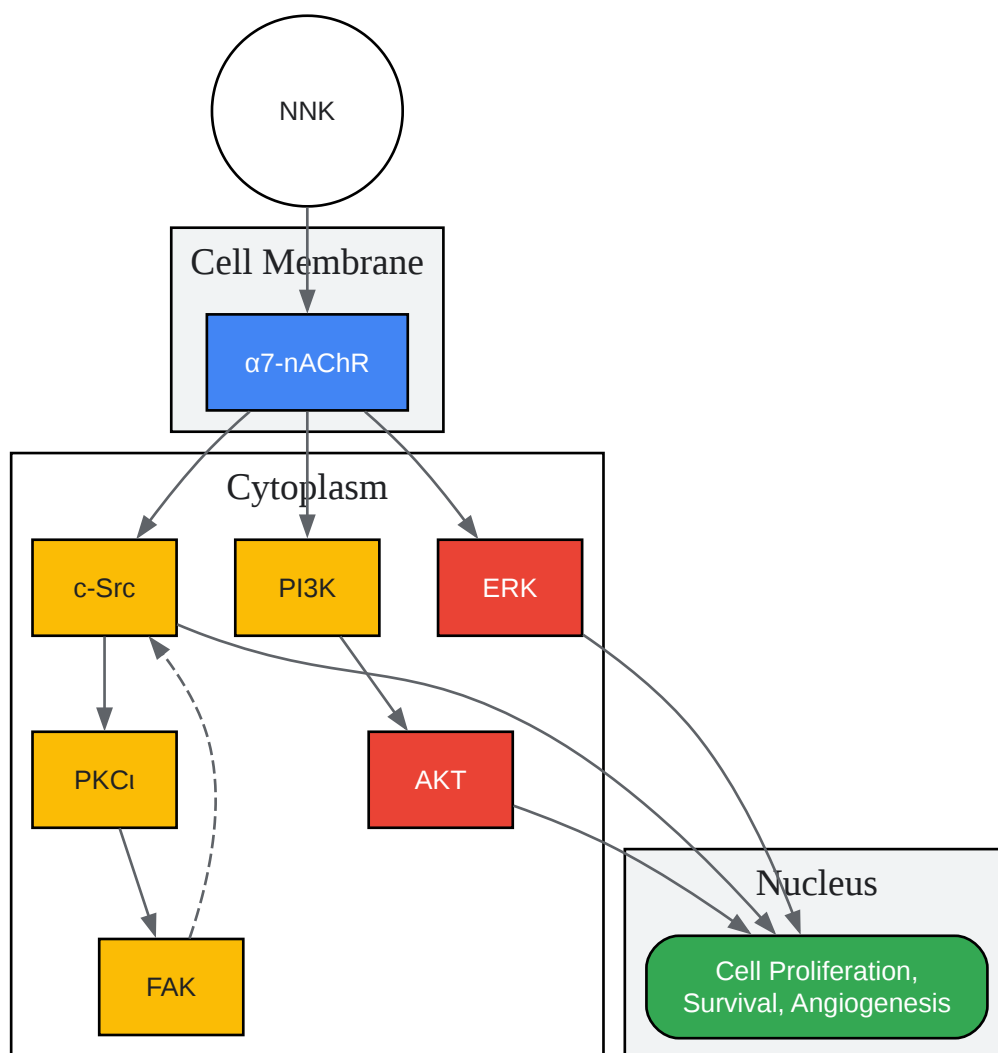 NNK
Cell Membrane
α7-nAChR
Cytoplasm
c-Src
PI3K
ERK
PKCι
AKT
Nucleus
FAK
Cell Proliferation,
Survival, Angiogenesis